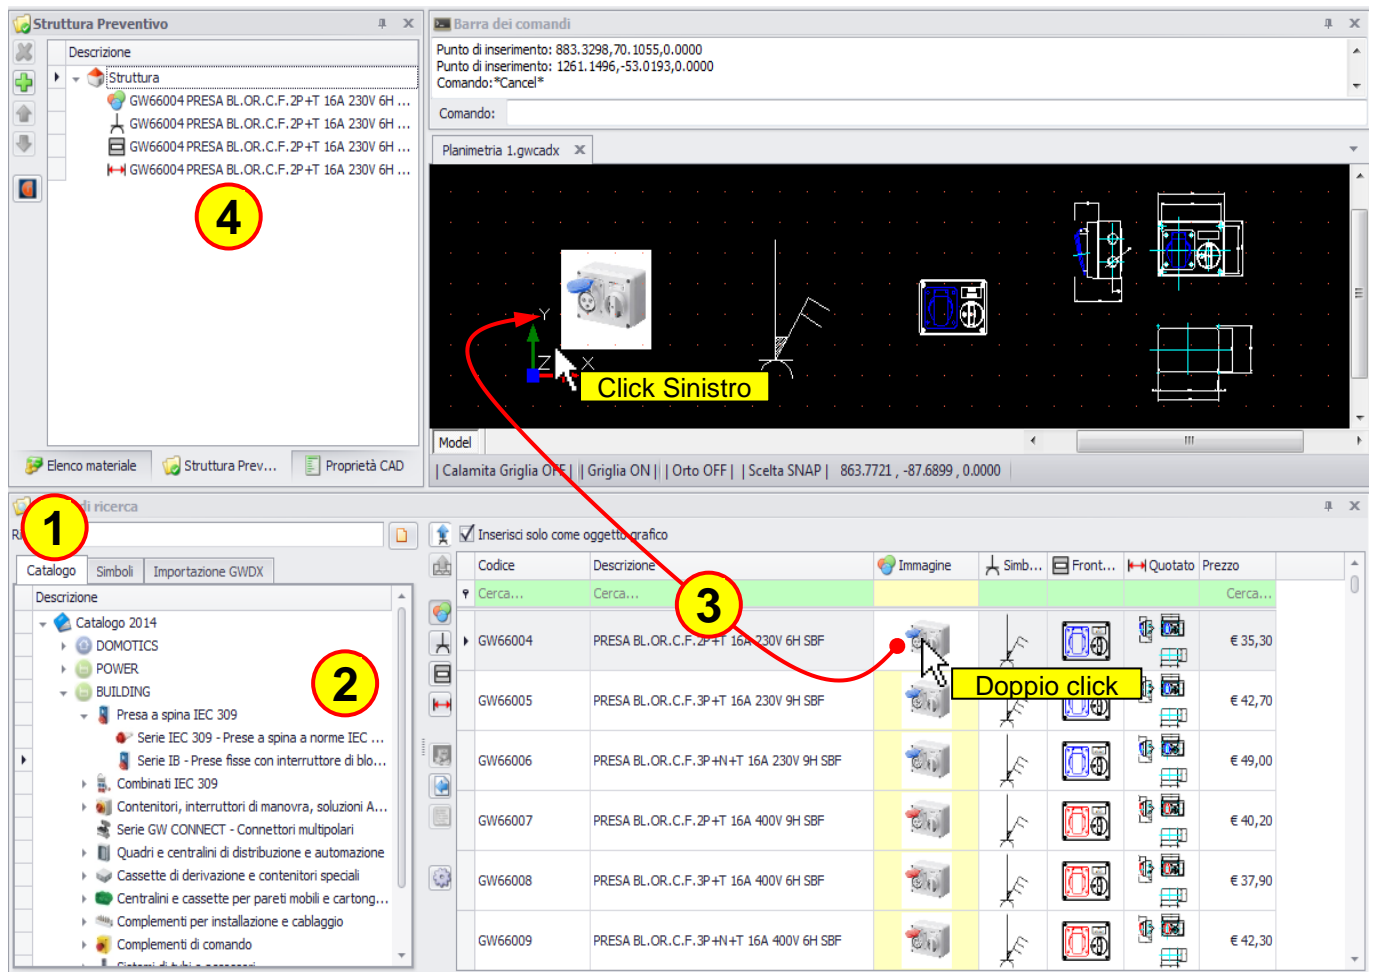 Struttura Preventivo
Descrizione
Struttura
GW66004 PRESA BL.OR.C.F.2P+T 16A 230V 6H ...
GW66004 PRESA BL.OR.C.F.2P+T 16A 230V 6H ...
GW66004 PRESA BL.OR.C.F.2P+T 16A 230V 6H ...
GW66004 PRESA BL.OR.C.F.2P+T 16A 230V 6H ...
4
Elenco materiale
Struttura Prev...
Proprietà CAD
Barra dei comandi
Punto di inserimento: 883.3298,70.1055,0.0000
Punto di inserimento: 1261.1496,-53.0193,0.0000
Comando:*Cancel*
Comando:
Planimetria 1.gwcadx
Y
Z
X
Click Sinistro
Model
| Calamita Griglia OFF | | Griglia ON | | Orto OFF | | Scelta SNAP | 863.7721 , -87.6899 , 0.0000
di ricerca
1
Catalogo
Simboli
Importazione GWDX
Descrizione
Catalogo 2014
DOMOTICS
POWER
BUILDING
2
Presa a spina IEC 309
Serie IEC 309 - Prese a spina a norme IEC ...
Serie IB - Prese fisse con interruttore di blo...
Combinati IEC 309
Contenitori, interruttori di manovra, soluzioni A...
Serie GW CONNECT - Connettori multipolari
Quadri e centralini di distribuzione e automazione
Cassette di derivazione e contenitori speciali
Centralini e cassette per pareti mobili e cartong...
Complementi per installazione e cablaggio
Complementi di comando
Sistemi di tubi e accessori
Inserisci solo come oggetto grafico
Codice Descrizione Immagine Simb... Front... Quotato Prezzo
Cerca... Cerca... Cerca...
3
GW66004 PRESA BL.OR.C.F.2P+T 16A 230V 6H SBF € 35,30
Doppio click
GW66005 PRESA BL.OR.C.F.3P+T 16A 230V 9H SBF € 42,70
GW66006 PRESA BL.OR.C.F.3P+N+T 16A 230V 9H SBF € 49,00
GW66007 PRESA BL.OR.C.F.2P+T 16A 400V 9H SBF € 40,20
GW66008 PRESA BL.OR.C.F.3P+T 16A 400V 6H SBF € 37,90
GW66009 PRESA BL.OR.C.F.3P+N+T 16A 400V 6H SBF € 42,30